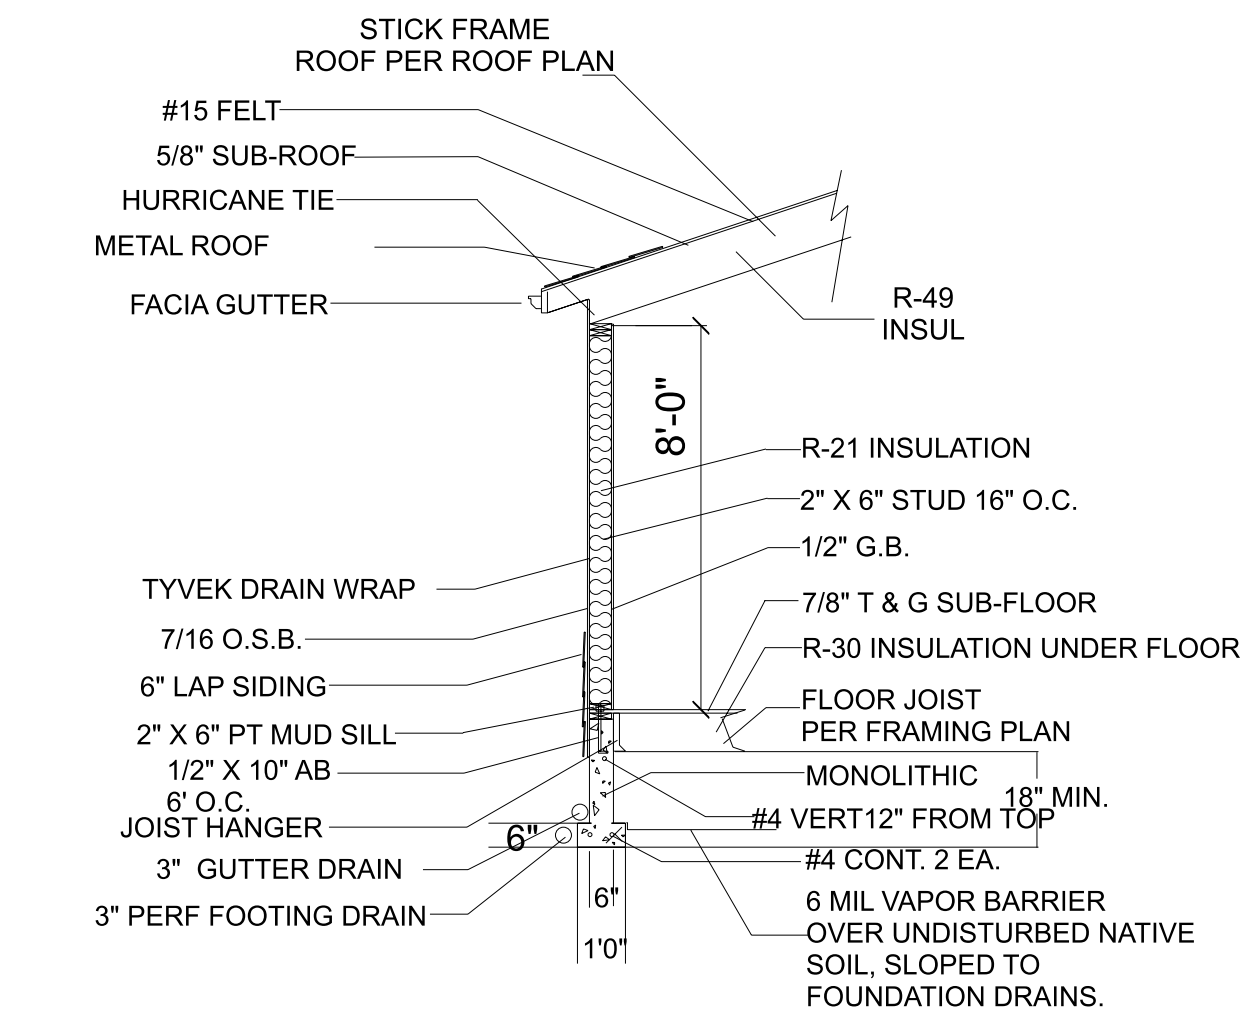 STICK FRAME
ROOF PER ROOF PLAN
#15 FELT
5/8" SUB-ROOF
HURRICANE TIE
METAL ROOF
FACIA GUTTER
R-49
INSUL
8'-0"
R-21 INSULATION
2" X 6" STUD 16" O.C.
1/2" G.B.
TYVEK DRAIN WRAP
7/8" T & G SUB-FLOOR
7/16 O.S.B.
R-30 INSULATION UNDER FLOOR
6" LAP SIDING
FLOOR JOIST
PER FRAMING PLAN
2" X 6" PT MUD SILL
1/2" X 10" AB
6' O.C.
MONOLITHIC
18" MIN.
JOIST HANGER
#4 VERT12" FROM TOP
6"
3"  GUTTER DRAIN
#4 CONT. 2 EA.
3" PERF FOOTING DRAIN
6"
1'0"
6 MIL VAPOR BARRIER
OVER UNDISTURBED NATIVE
SOIL, SLOPED TO
FOUNDATION DRAINS.